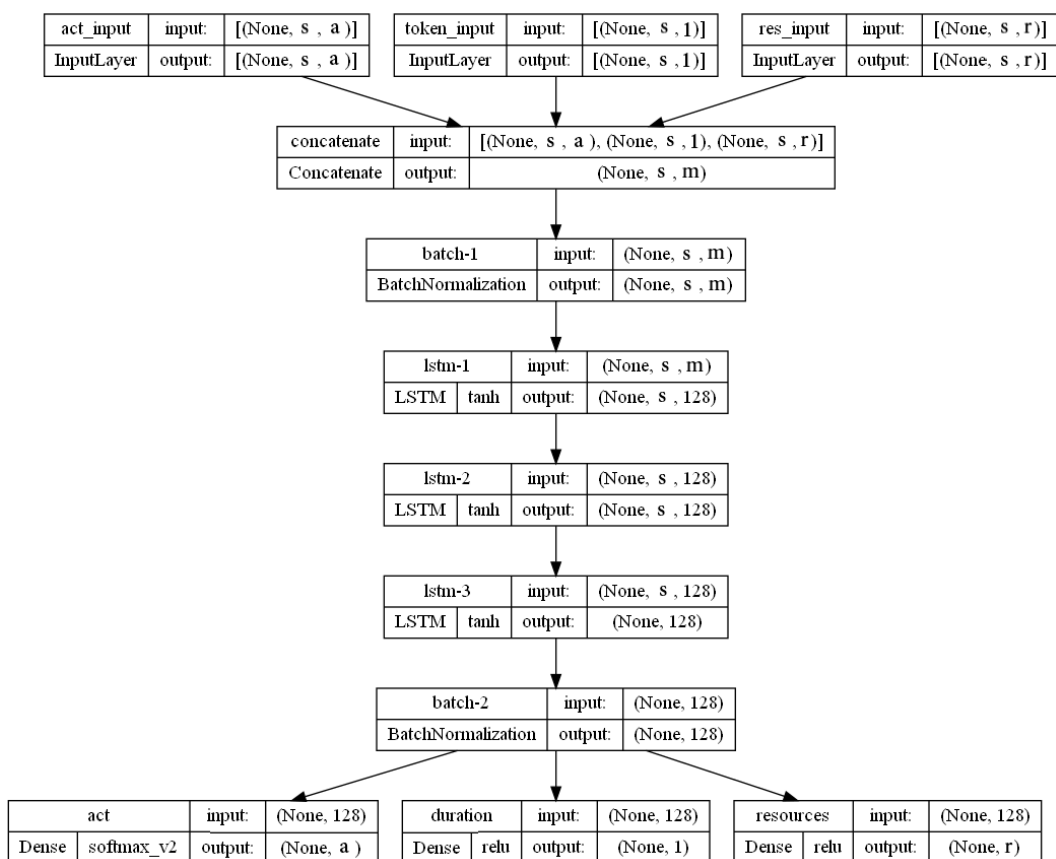 act_input input: [(None, s , a )] token_input input: [(None, s ,1)] res_input input: [(None, s ,r)]
InputLayer output: [(None, s , a )] InputLayer output: [(None, s ,1)] InputLayer output: [(None, s ,r)]
concatenate input: [(None, s , a ), (None, s ,1), (None, s ,r)]
Concatenate output: (None, s ,m)
batch-1 input: (None, s ,m)
BatchNormalization output: (None, s ,m)
lstm-1 input: (None, s ,m)
LSTM tanh output: (None, s , 128)
lstm-2 input: (None, s , 128)
LSTM tanh output: (None, s , 128)
lstm-3 input: (None, s , 128)
LSTM tanh output: (None, 128)
batch-2 input: (None, 128)
BatchNormalization output: (None, 128)
act input: (None, 128) duration input: (None, 128) resources input: (None, 128)
Dense softmax_v2 output: (None, a ) Dense relu output: (None, 1) Dense relu output: (None, r)